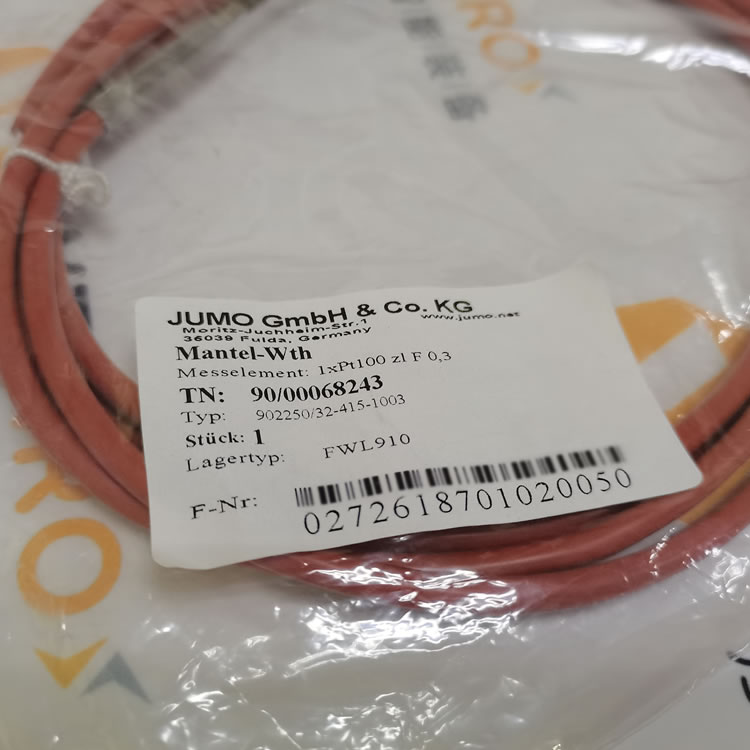 JUMO GmbH & Co. KG
Moritz-Juchheim-Str.1 www.jumo.net
36039 Fulda, Germany
Mantel-Wth
Messelement: 1xPt100 zl F 0,3
TN: 90/00068243
Typ: 902250/32-415-1003
Stück: 1
Lagertyp: FWL910
F-Nr: 0272618701020050